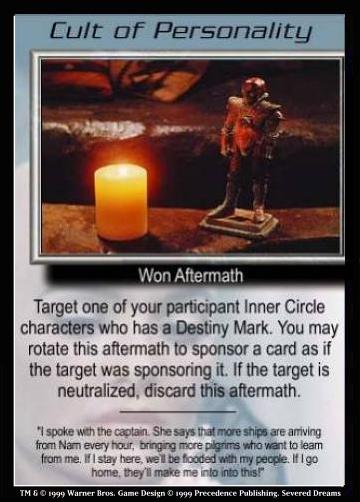 Cult of Personality
Won Aftermath
Target one of your participant Inner Circle
characters who has a Destiny Mark. You may
rotate this aftermath to sponsor a card as if
the target was sponsoring it. If the target is
neutralized, discard this aftermath.
"I spoke with the captain. She says that more ships are arriving
from Narn every hour, bringing more pilgrims who want to learn
from me. If I stay here, we'll be flooded with my people. If I go
home, they'll make me into into this!"
TM & © 1999 Warner Bros. Game Design © 1999 Precedence Publishing. Severed Dreams